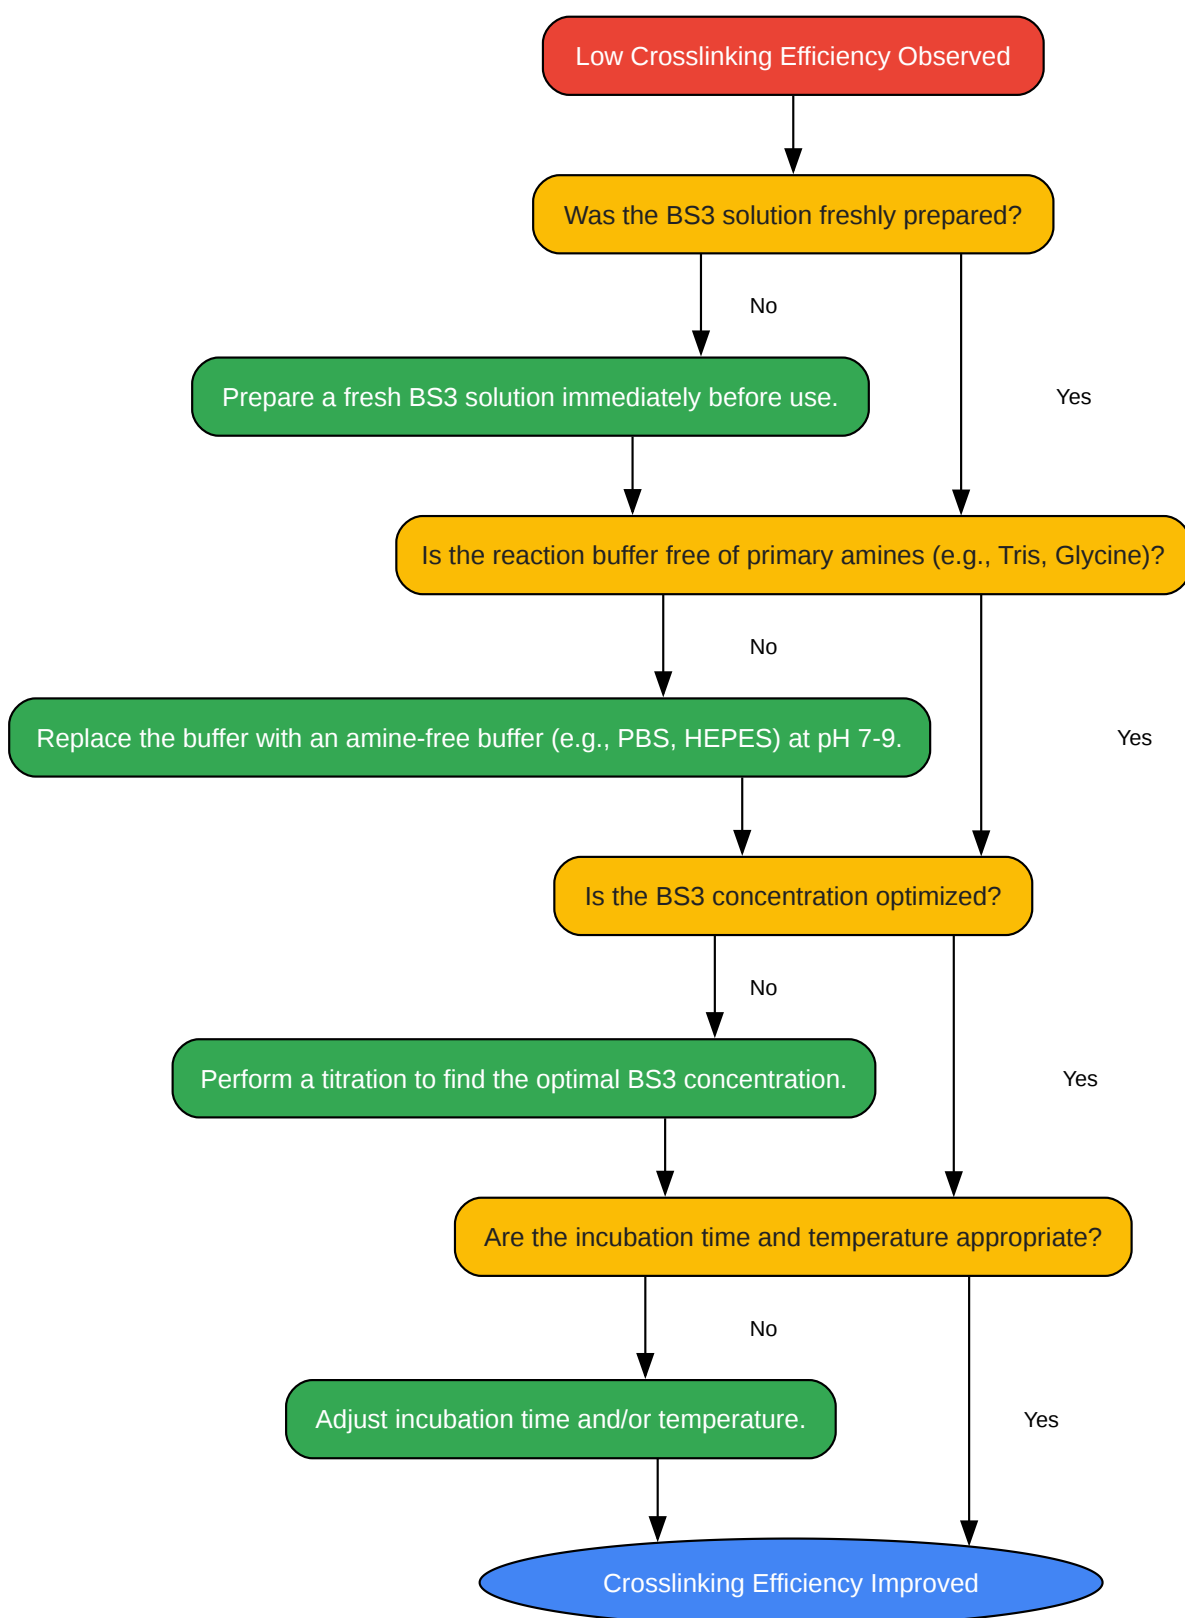 Low Crosslinking Efficiency Observed
Was the BS3 solution freshly prepared?
No
Prepare a fresh BS3 solution immediately before use.
Yes
Is the reaction buffer free of primary amines (e.g., Tris, Glycine)?
No
Replace the buffer with an amine-free buffer (e.g., PBS, HEPES) at pH 7-9.
Yes
Is the BS3 concentration optimized?
No
Perform a titration to find the optimal BS3 concentration.
Yes
Are the incubation time and temperature appropriate?
No
Adjust incubation time and/or temperature.
Yes
Crosslinking Efficiency Improved